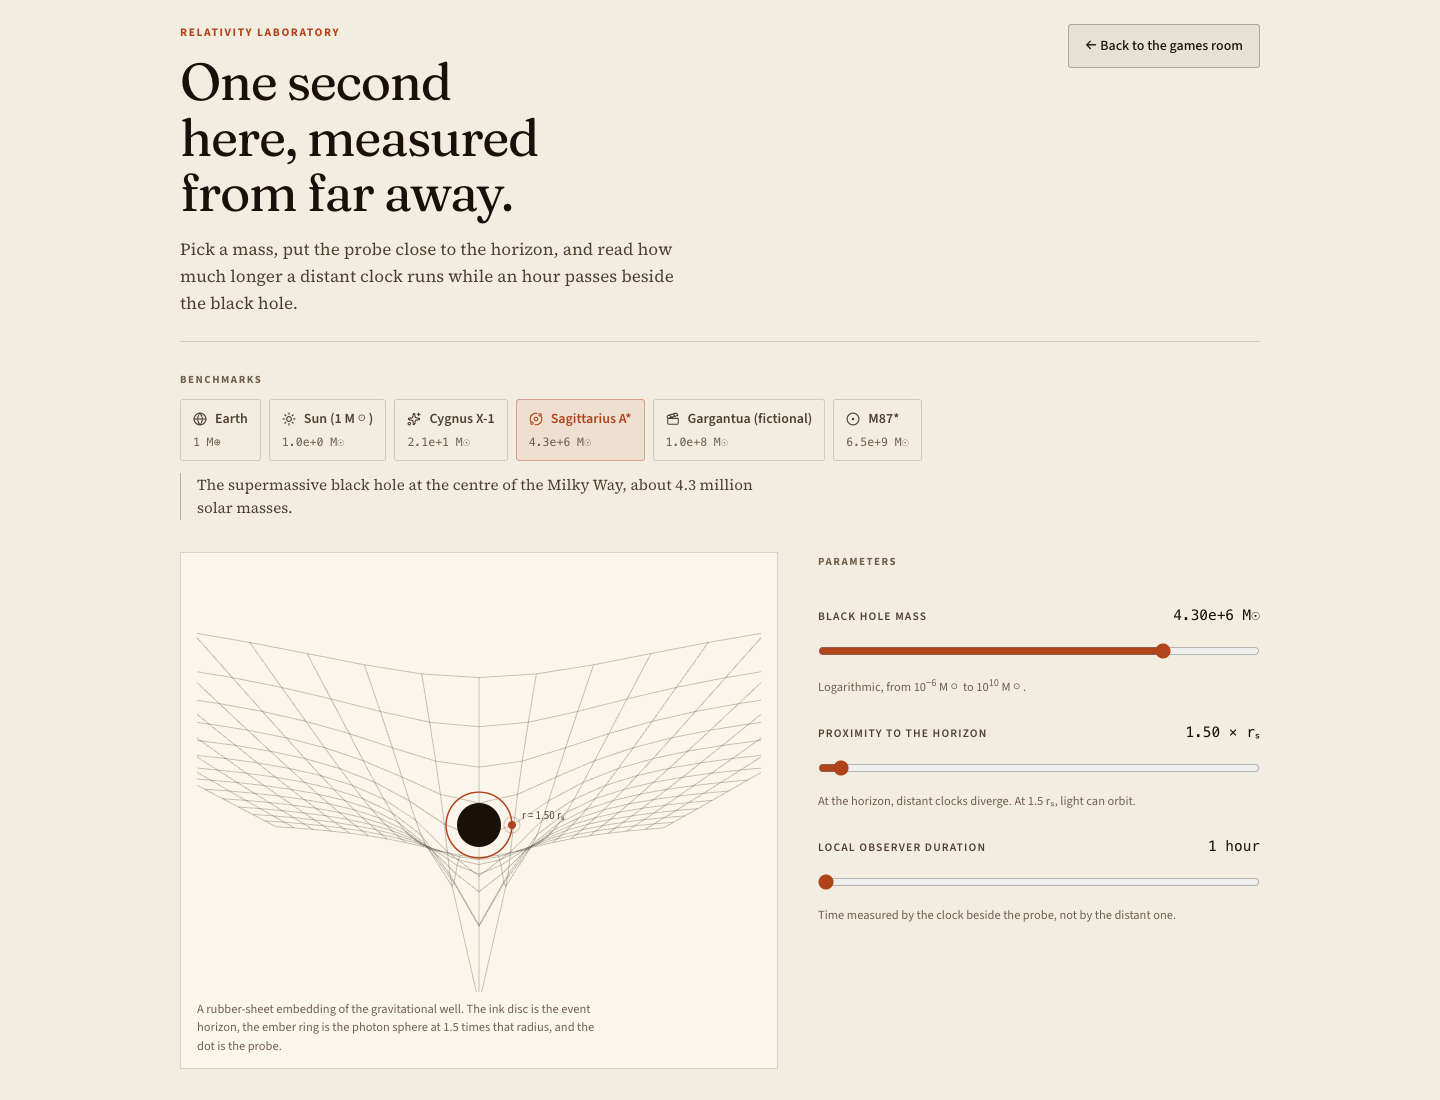 RELATIVITY LABORATORY
← Back to the games room
One second
here, measured
from far away.
Pick a mass, put the probe close to the horizon, and read how
much longer a distant clock runs while an hour passes beside
the black hole.
BENCHMARKS
Earth
1 M⊕
Sun (1 M☉)
1.0e+0 M☉
Cygnus X-1
2.1e+1 M☉
Sagittarius A*
4.3e+6 M☉
Gargantua (fictional)
1.0e+8 M☉
M87*
6.5e+9 M☉
The supermassive black hole at the centre of the Milky Way, about 4.3 million
solar masses.
r = 1.50 rₛ
A rubber-sheet embedding of the gravitational well. The ink disc is the event
horizon, the ember ring is the photon sphere at 1.5 times that radius, and the
dot is the probe.
PARAMETERS
BLACK HOLE MASS
4.30e+6 M☉
Logarithmic, from 10⁻⁶ M☉ to 10¹⁰ M☉.
PROXIMITY TO THE HORIZON
1.50 × rₛ
At the horizon, distant clocks diverge. At 1.5 rₛ, light can orbit.
LOCAL OBSERVER DURATION
1 hour
Time measured by the clock beside the probe, not by the distant one.